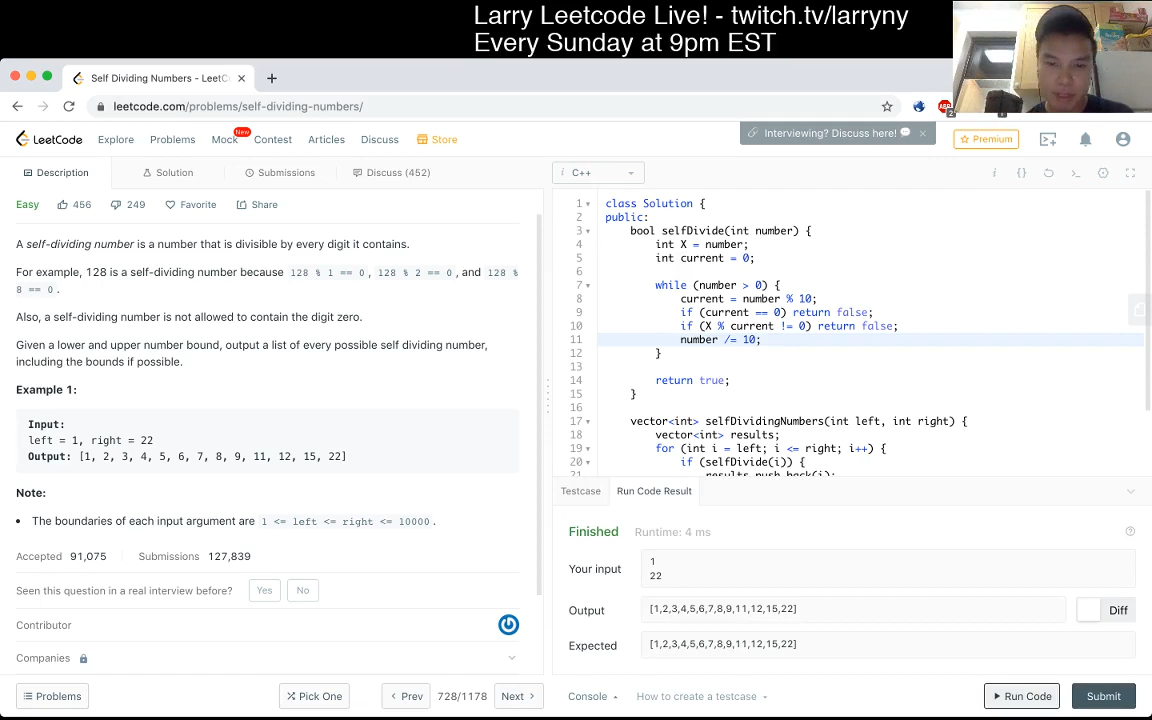 Larry Leetcode Live! - twitch.tv/larryny
Every Sunday at 9pm EST
Self Dividing Numbers - LeetC
leetcode.com/problems/self-dividing-numbers/
LeetCode
Explore
Problems
Mock
New
Contest
Articles
Discuss
Store
Interviewing? Discuss here!
Premium
Description
Solution
Submissions
Discuss (452)
i C++
Easy
456
249
Favorite
Share
A self-dividing number is a number that is divisible by every digit it contains.
For example, 128 is a self-dividing number because 128 % 1 == 0, 128 % 2 == 0, and 128 %
8 == 0.
Also, a self-dividing number is not allowed to contain the digit zero.
Given a lower and upper number bound, output a list of every possible self dividing number,
including the bounds if possible.
Example 1:
Input:
left = 1, right = 22
Output: [1, 2, 3, 4, 5, 6, 7, 8, 9, 11, 12, 15, 22]
Note:
• The boundaries of each input argument are 1 <= left <= right <= 10000.
Accepted 91,075
Submissions 127,839
Seen this question in a real interview before?
Yes
No
Contributor
Companies
Problems
Pick One
Prev
728/1178
Next
1 class Solution {
2 public:
3 bool selfDivide(int number) {
4 int X = number;
5 int current = 0;
6
7 while (number > 0) {
8 current = number % 10;
9 if (current == 0) return false;
10 if (X % current != 0) return false;
11 number /= 10;
12 }
13
14 return true;
15 }
16
17 vector<int> selfDividingNumbers(int left, int right) {
18 vector<int> results;
19 for (int i = left; i <= right; i++) {
20 if (selfDivide(i)) {
21 results.push_back(i);
Testcase
Run Code Result
Finished
Runtime: 4 ms
Your input
1
22
Output
[1,2,3,4,5,6,7,8,9,11,12,15,22]
Diff
Expected
[1,2,3,4,5,6,7,8,9,11,12,15,22]
Console
How to create a testcase
Run Code
Submit